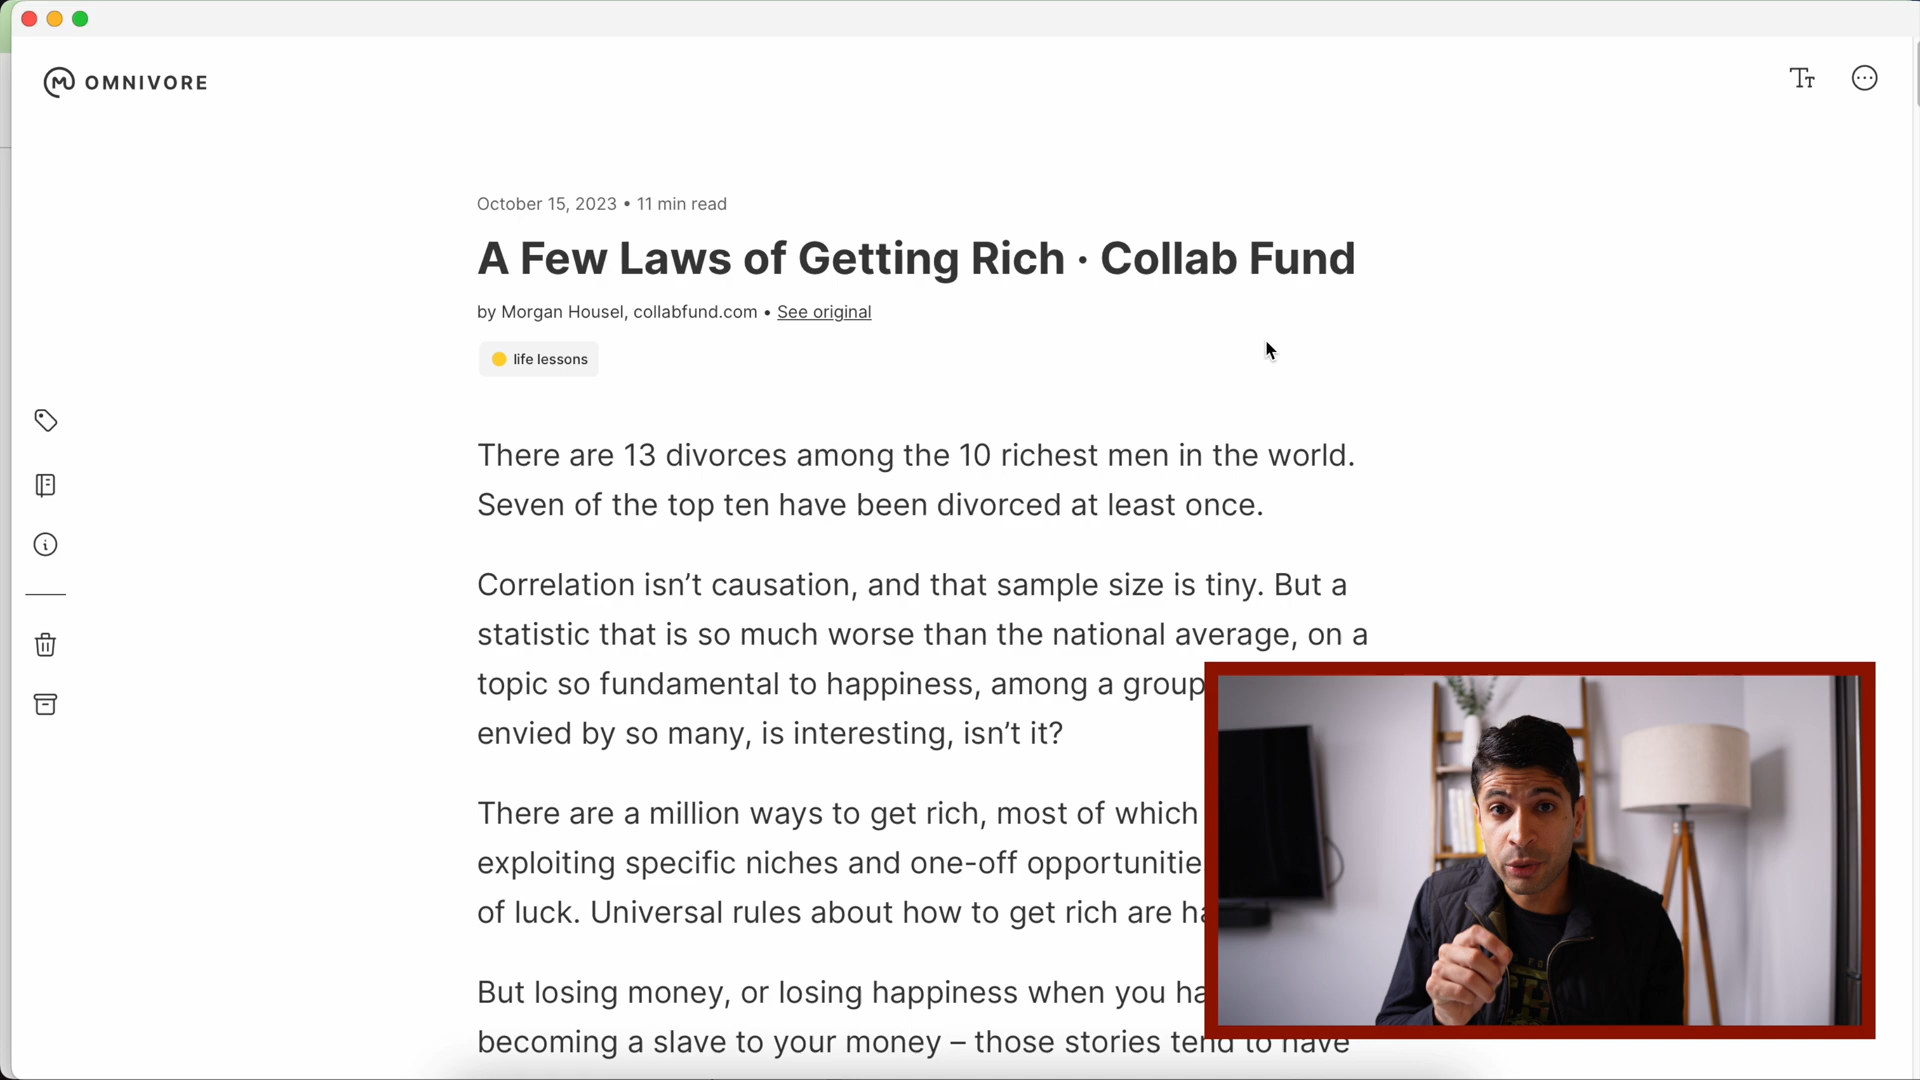 OMNIVORE
October 15, 2023 • 11 min read
A Few Laws of Getting Rich · Collab Fund
by Morgan Housel, collabfund.com • See original
life lessons
There are 13 divorces among the 10 richest men in the world.
Seven of the top ten have been divorced at least once.
Correlation isn’t causation, and that sample size is tiny. But a
statistic that is so much worse than the national average, on a
topic so fundamental to happiness, among a group
envied by so many, is interesting, isn’t it?
There are a million ways to get rich, most of which
exploiting specific niches and one-off
of luck. Universal rules about how to get rich are
But losing money, or losing happiness when you
becoming a slave to your money – those stories tend to have